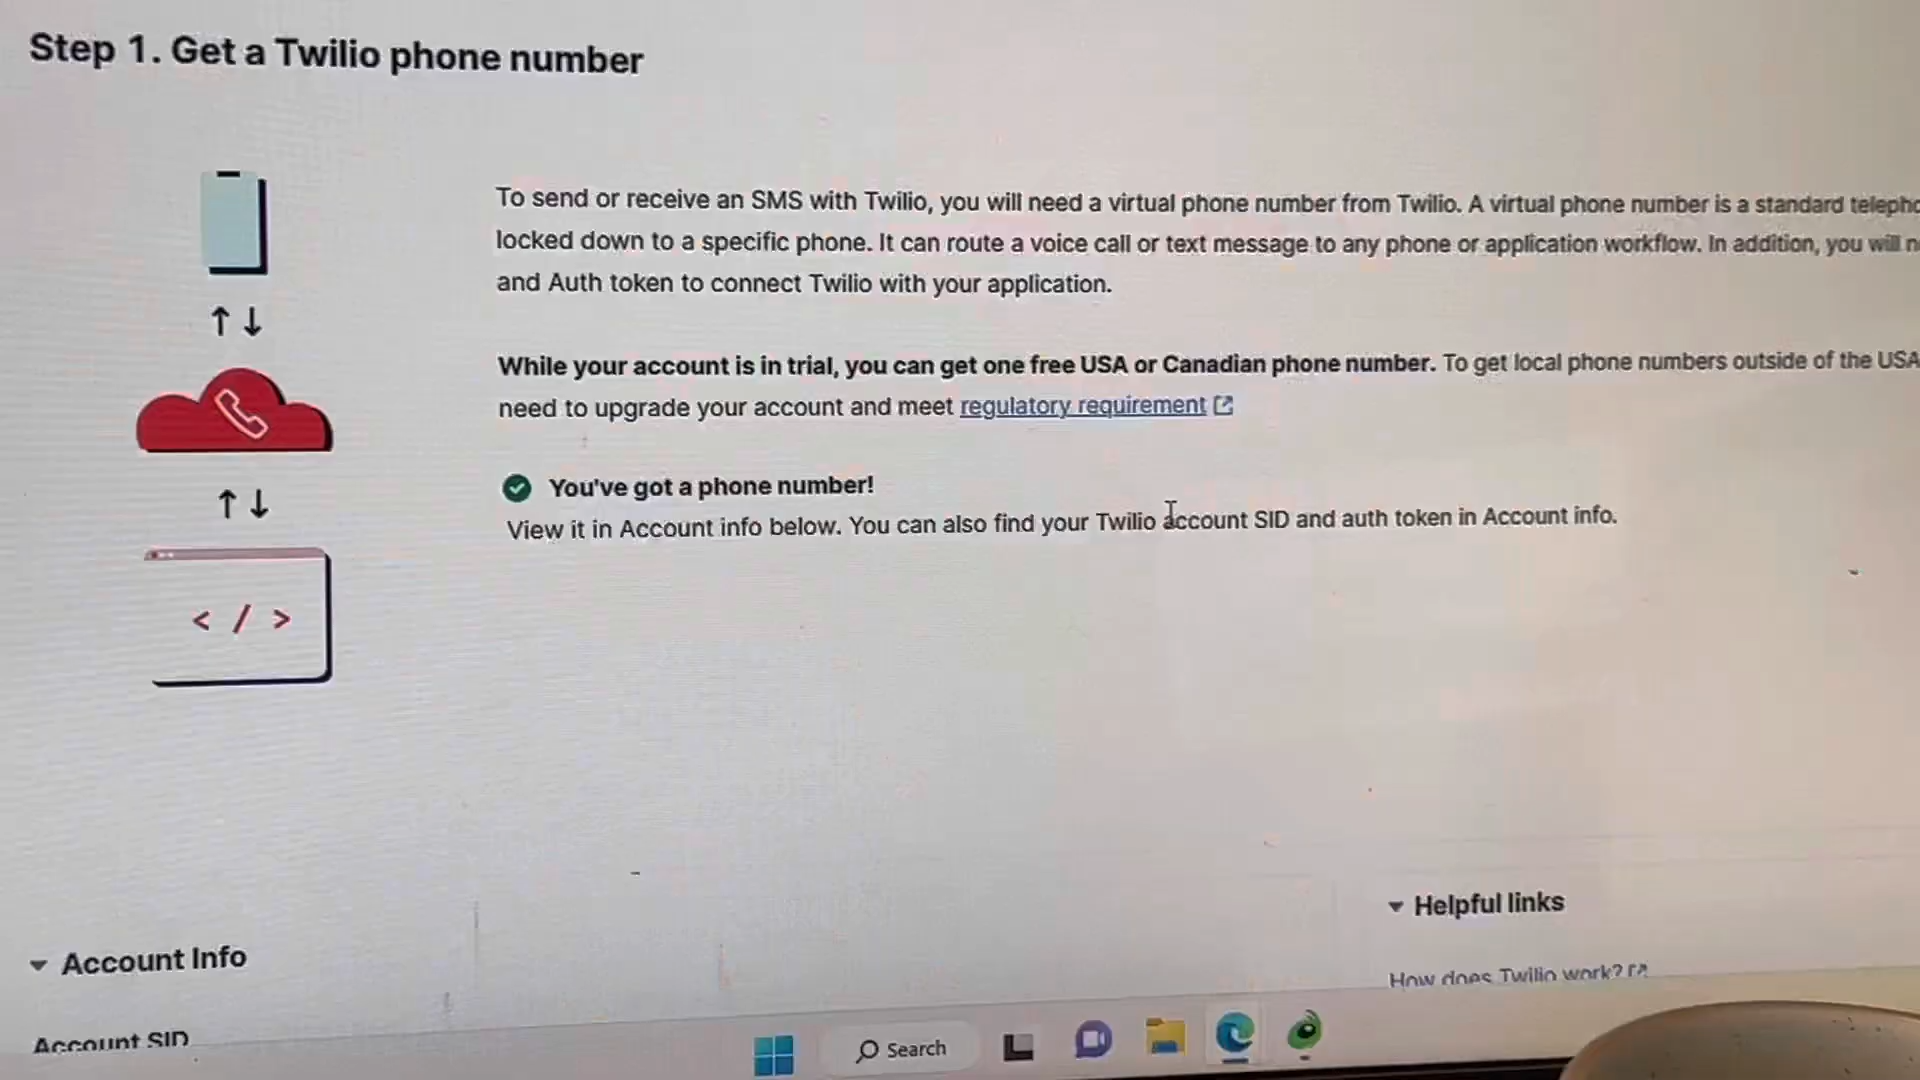 Step 1. Get a Twilio phone number
To send or receive an SMS with Twilio, you will need a virtual phone number from Twilio. A virtual phone number is a standard
locked down to a specific phone. It can route a voice call or text message to any phone or application workflow. In addition, you will
and Auth token to connect Twilio with your application.
While your account is in trial, you can get one free USA or Canadian phone number. To get local phone numbers outside of the USA
need to upgrade your account and meet regulatory requirement
You've got a phone number!
View it in Account info below. You can also find your Twilio account SID and auth token in Account info.
< / >
Helpful links
Account Info
How does Twilio work?
Account SID
Search